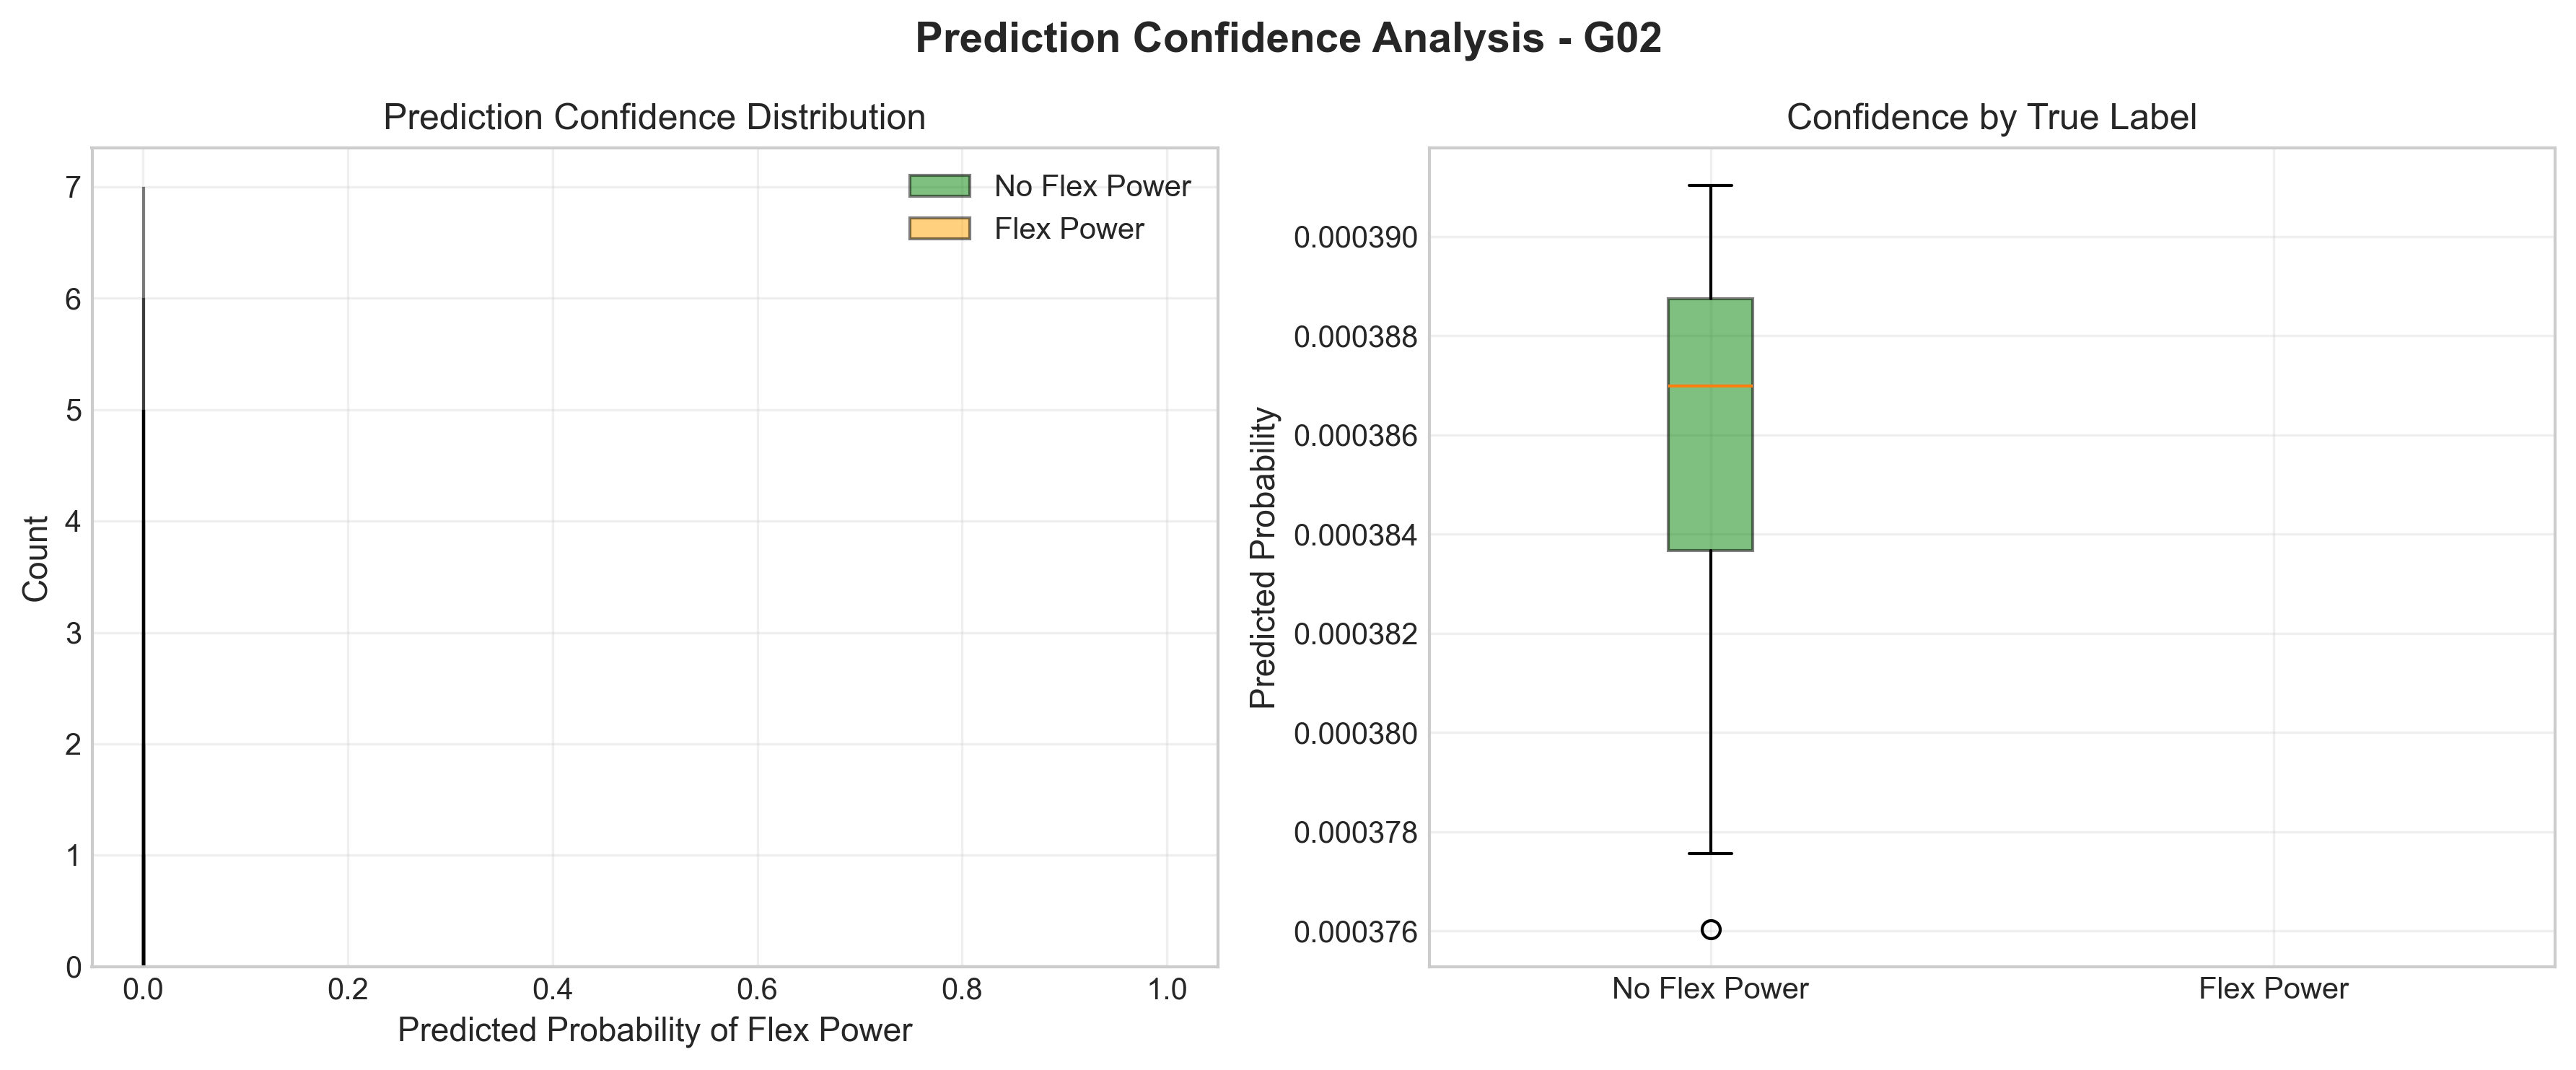 Prediction Confidence Analysis - G02
Prediction Confidence Distribution
Count
7
6
5
4
3
2
1
0
No Flex Power
Flex Power
0.0 0.2 0.4 0.6 0.8 1.0
Predicted Probability of Flex Power
Confidence by True Label
Predicted Probability
0.000390
0.000388
0.000386
0.000384
0.000382
0.000380
0.000378
0.000376
No Flex Power Flex Power